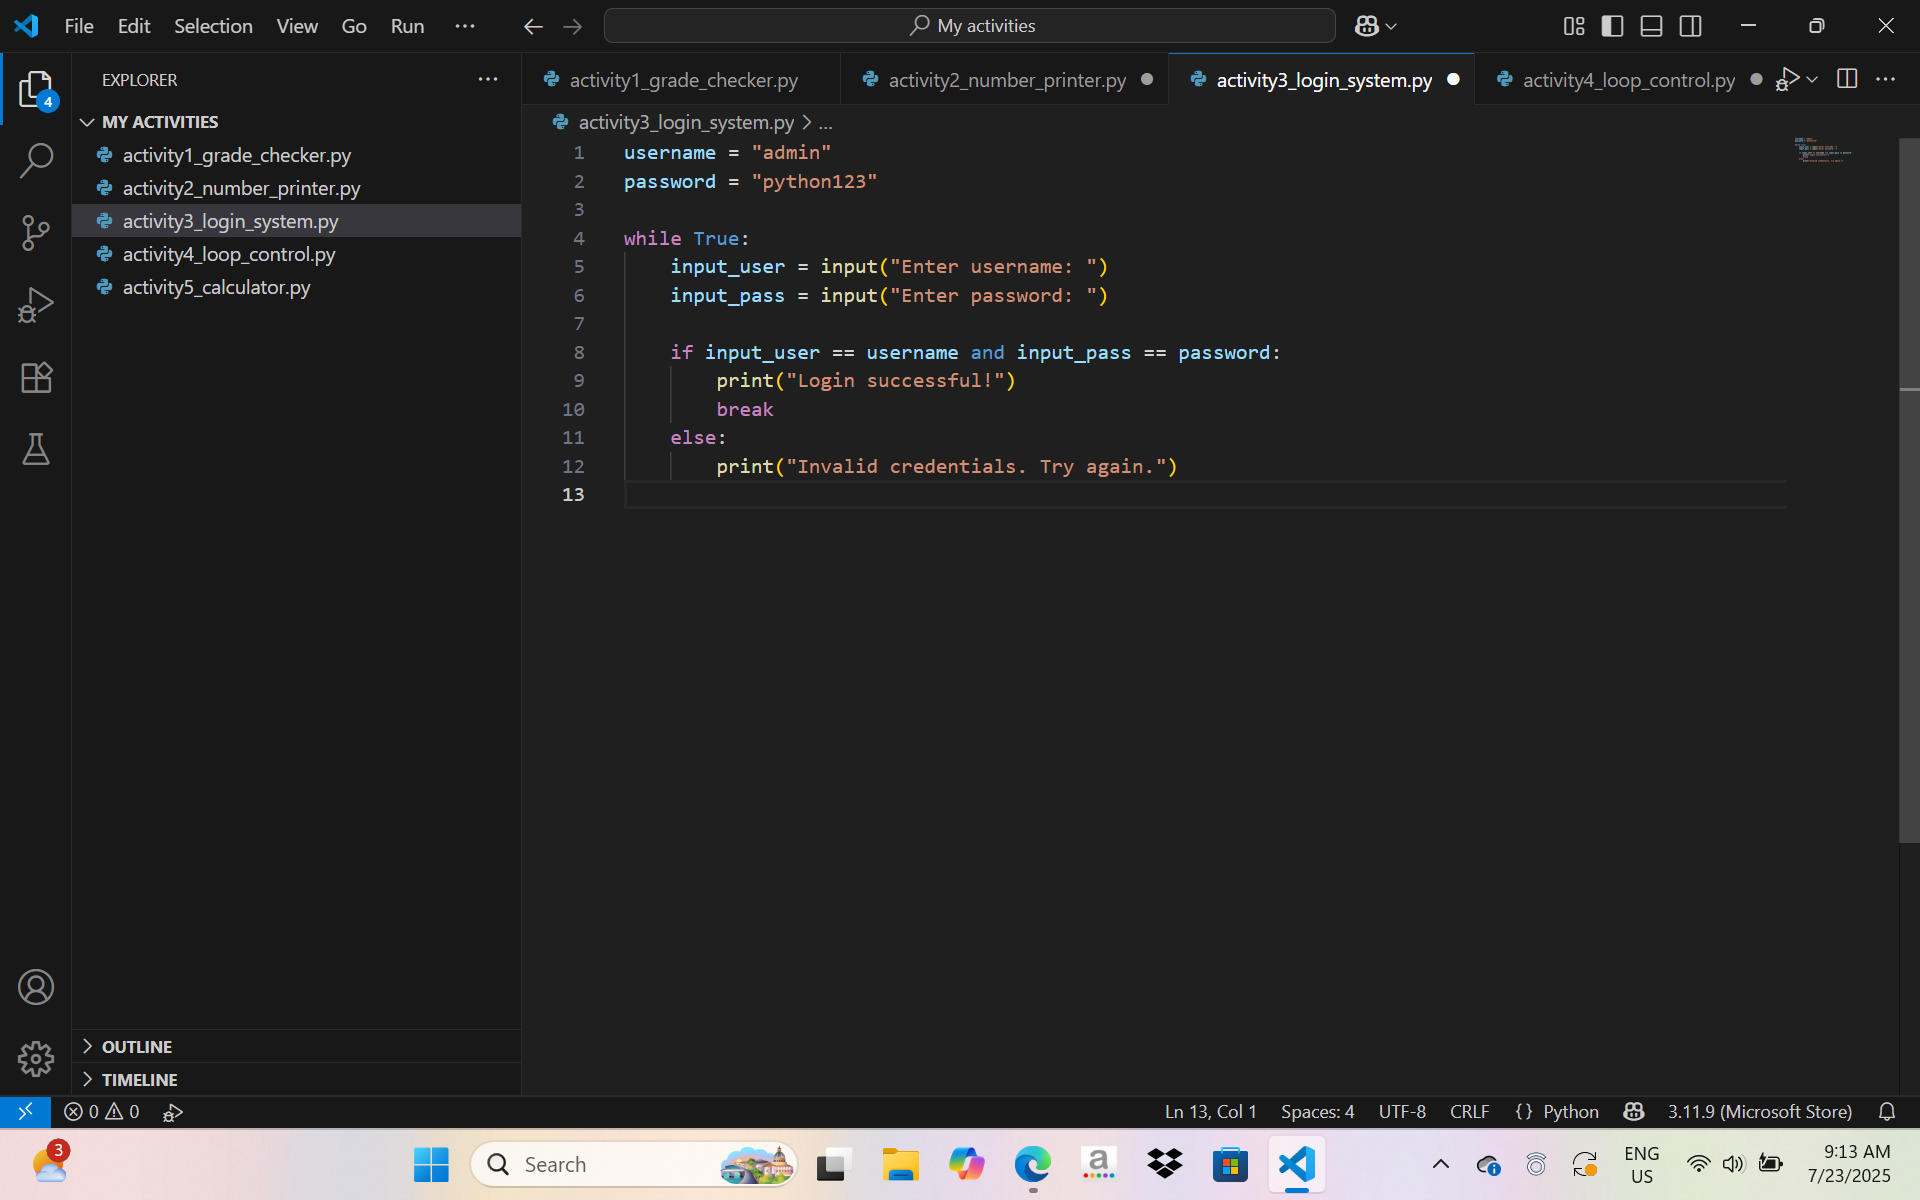 File Edit Selection View Go Run ...
My activities
EXPLORER
4
MY ACTIVITIES
activity1_grade_checker.py
activity2_number_printer.py
activity3_login_system.py
activity4_loop_control.py
activity5_calculator.py
OUTLINE
TIMELINE
activity1_grade_checker.py activity2_number_printer.py activity3_login_system.py activity4_loop_control.py
activity3_login_system.py > ...
1 username = "admin"
2 password = "python123"
3
4 while True:
5     input_user = input("Enter username: ")
6     input_pass = input("Enter password: ")
7
8     if input_user == username and input_pass == password:
9         print("Login successful!")
10         break
11     else:
12         print("Invalid credentials. Try again.")
13
0 0 Ln 13, Col 1 Spaces: 4 UTF-8 CRLF {} Python 3.11.9 (Microsoft Store)
3 Search a ENG 9:13 AM
US 7/23/2025